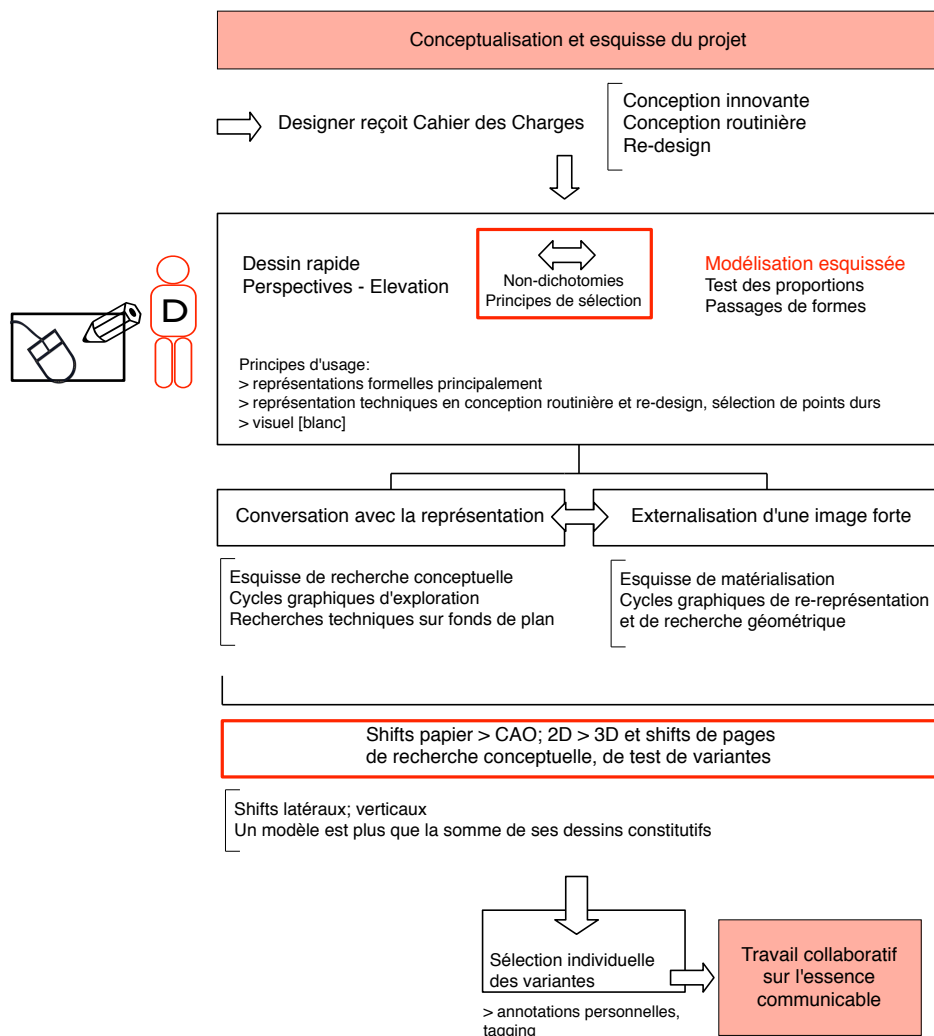 Conceptualisation et esquisse du projet
Designer reçoit Cahier des Charges
Conception innovante
Conception routinière
Re-design
Dessin rapide
Perspectives - Elevation
Non-dichotomies
Principes de sélection
Modélisation esquissée
Test des proportions
Passages de formes
D
Principes d'usage:
> représentations formelles principalement
> représentation techniques en conception routinière et re-design, sélection de points durs
> visuel [blanc]
Conversation avec la représentation
Externalisation d'une image forte
Esquisse de recherche conceptuelle
Cycles graphiques d'exploration
Recherches techniques sur fonds de plan
Esquisse de matérialisation
Cycles graphiques de re-représentation
et de recherche géométrique
Shifts papier > CAO; 2D > 3D et shifts de pages
de recherche conceptuelle, de test de variantes
Shifts latéraux; verticaux
Un modèle est plus que la somme de ses dessins constitutifs
Sélection individuelle
des variantes
> annotations personnelles,
tagging
Travail collaboratif
sur l'essence
communicable